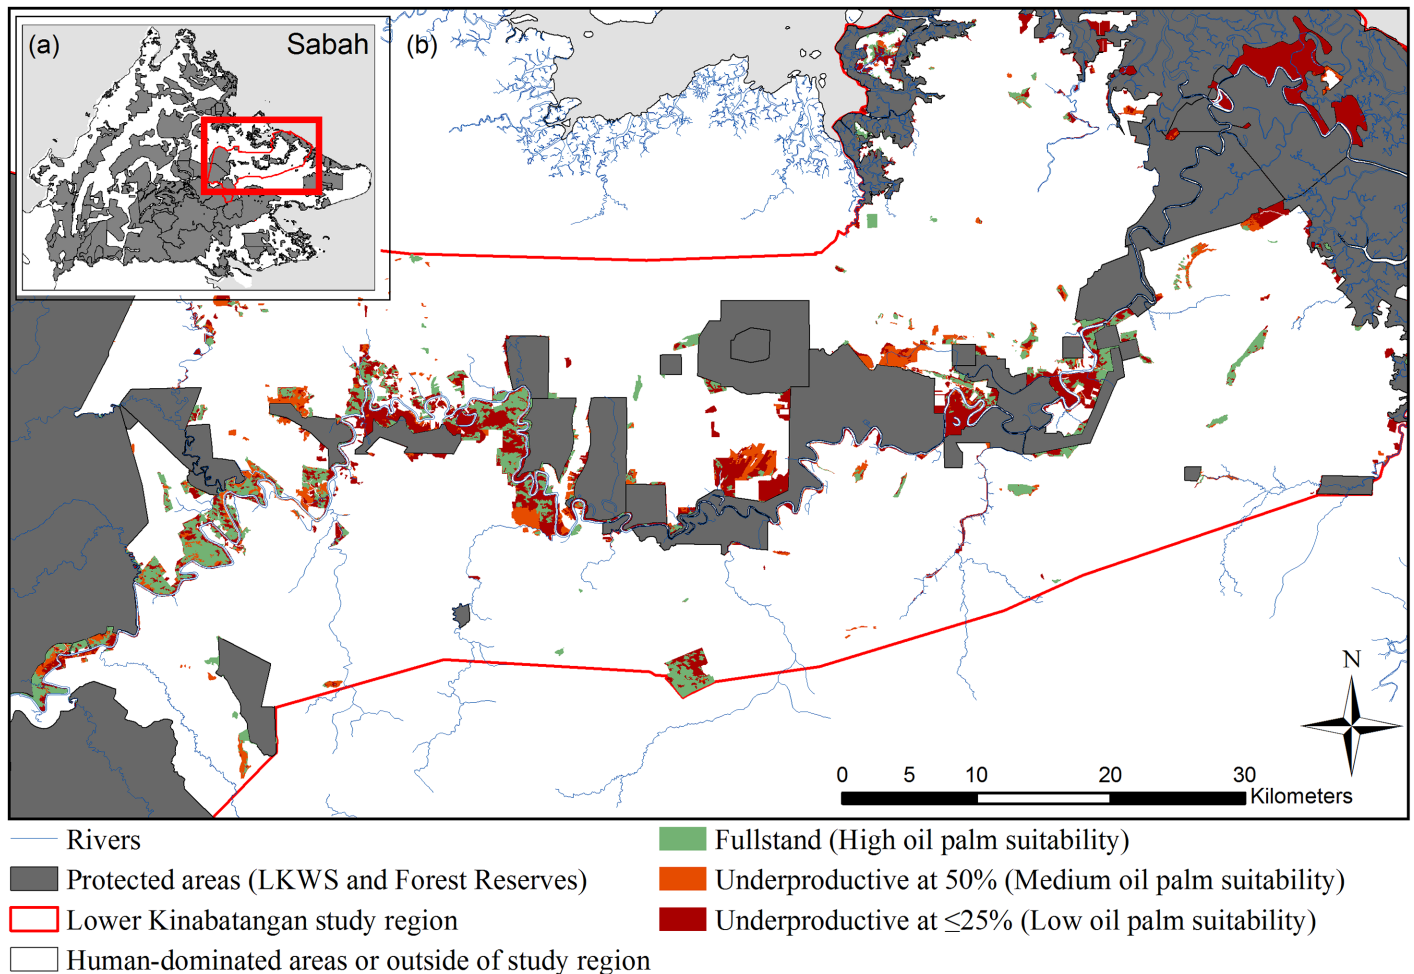 (a)
Sabah
(b)
N
0 5 10 20 30
Kilometers
Rivers
Protected areas (LKWS and Forest Reserves)
Lower Kinabatangan study region
Human-dominated areas or outside of study region
Fullstand (High oil palm suitability)
Underproductive at 50% (Medium oil palm suitability)
Underproductive at ≤25% (Low oil palm suitability)